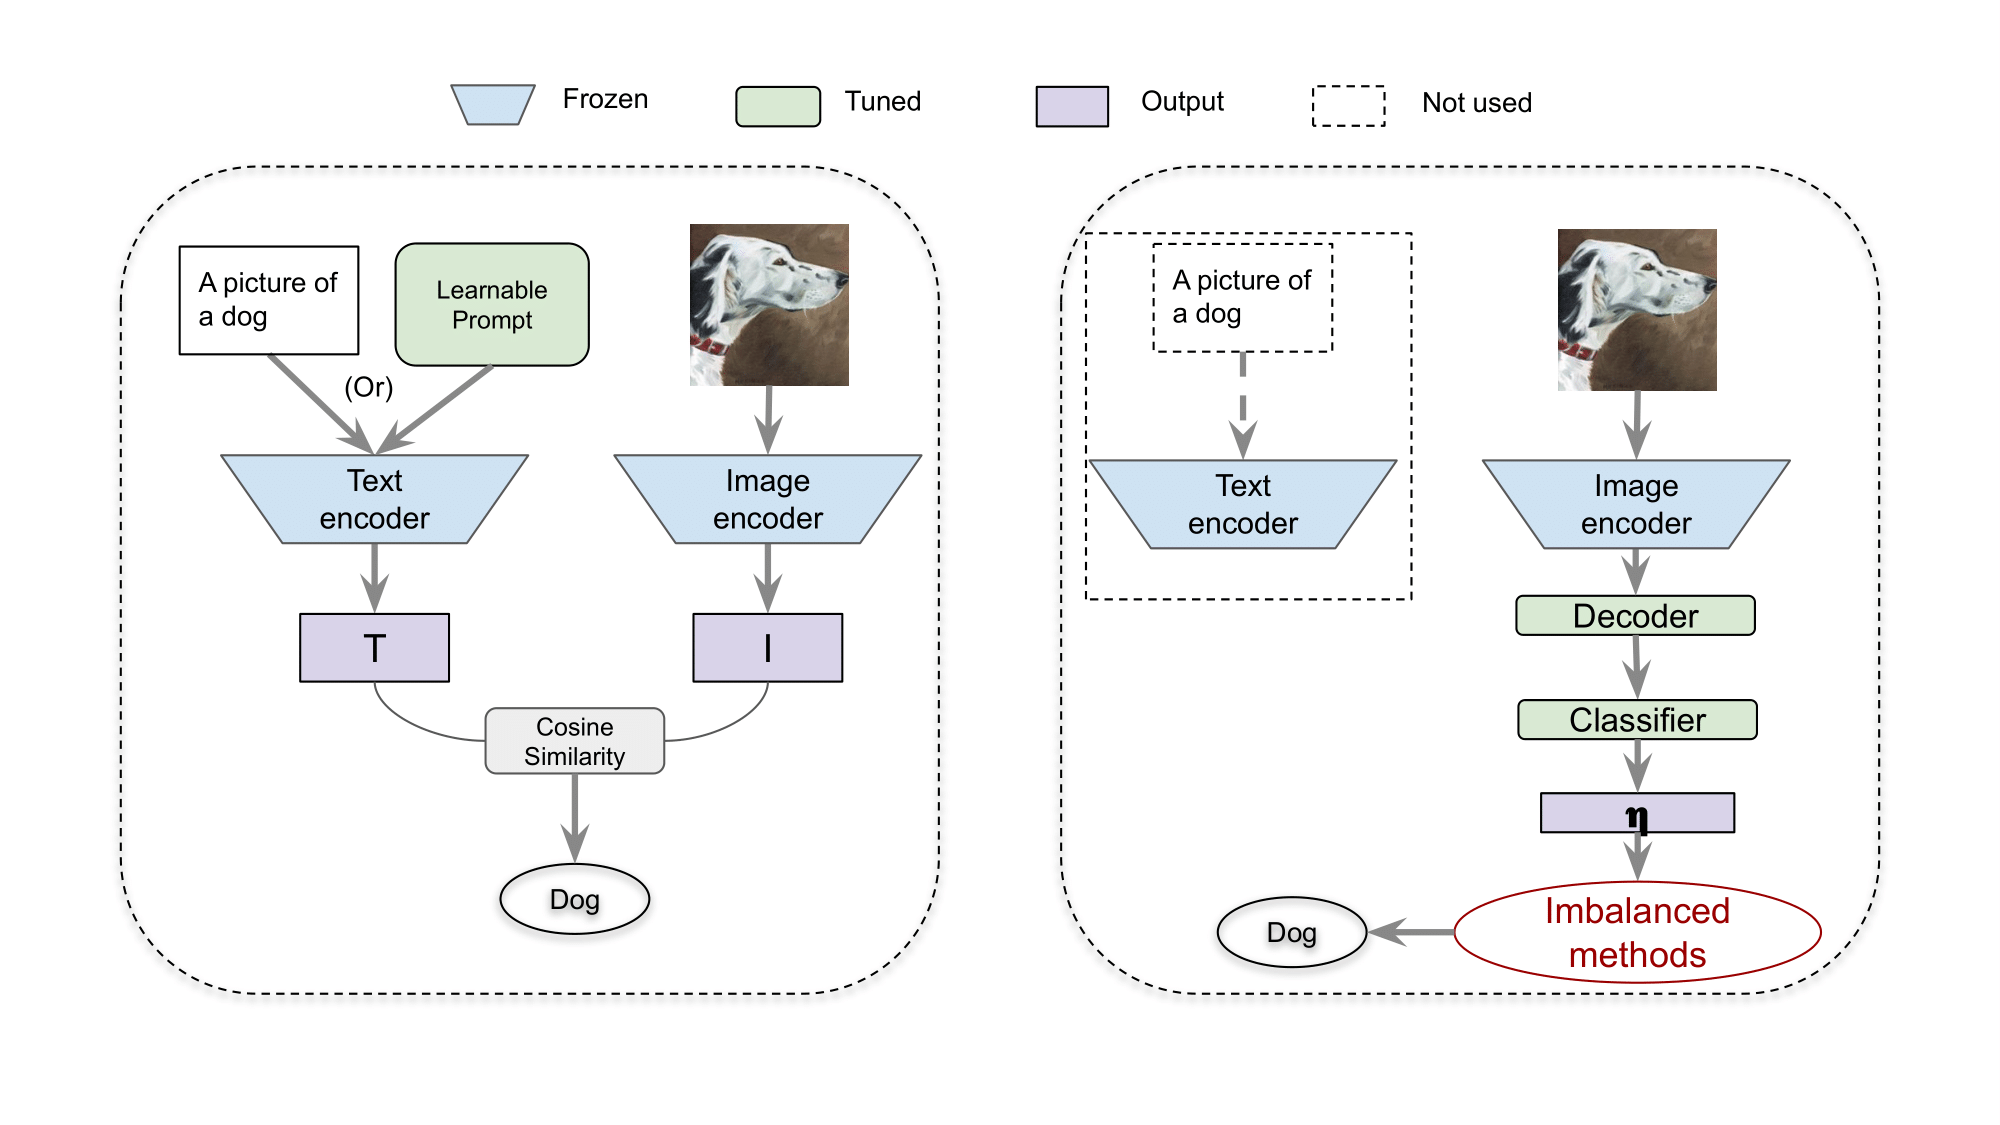 Frozen
Tuned
Output
Not used
A picture of
a dog
Learnable
Prompt
(Or)
Text
encoder
Image
encoder
T
I
Cosine
Similarity
Dog
A picture of
a dog
Text
encoder
Image
encoder
Decoder
Classifier
η
Imbalanced
methods
Dog